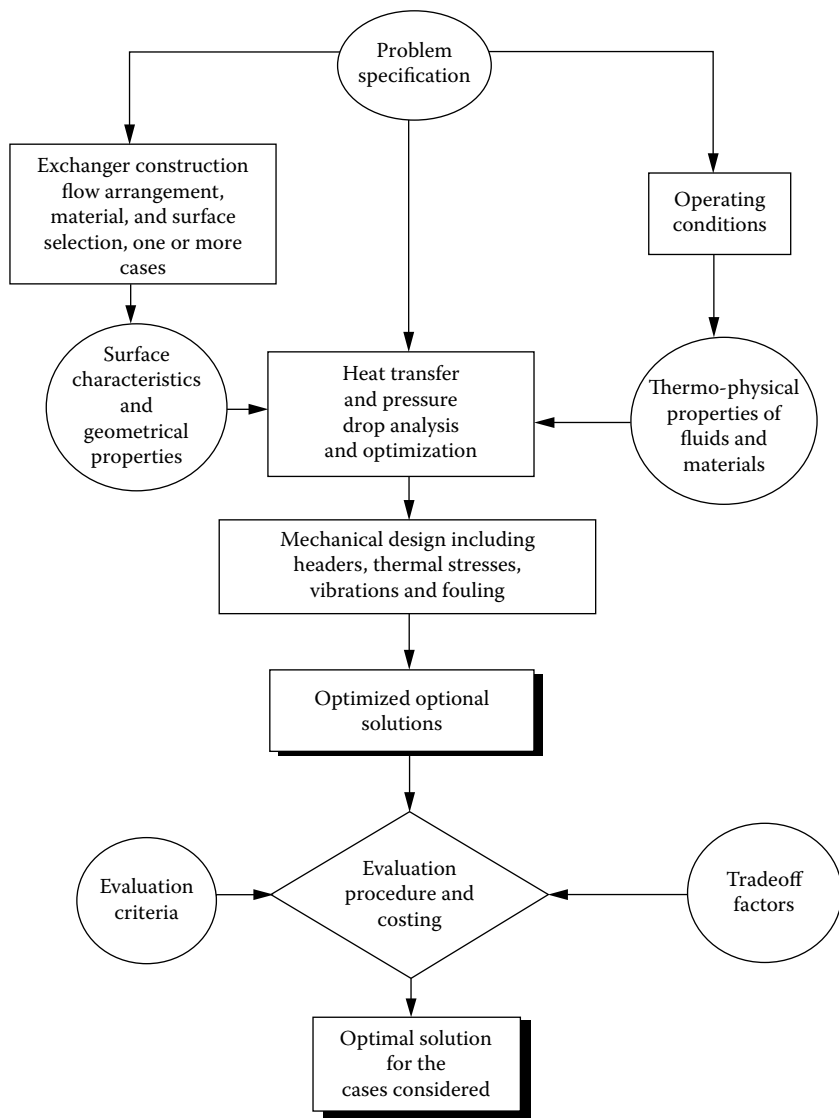 Problem
specification
Exchanger construction
flow arrangement,
material, and surface
selection, one or more
cases
Operating
conditions
Surface
characteristics
and
geometrical
properties
Heat transfer
and pressure
drop analysis
and optimization
Thermo-physical
properties of
fluids and
materials
Mechanical design including
headers, thermal stresses,
vibrations and fouling
Optimized optional
solutions
Evaluation
criteria
Evaluation
procedure and
costing
Tradeoff
factors
Optimal solution
for the
cases considered